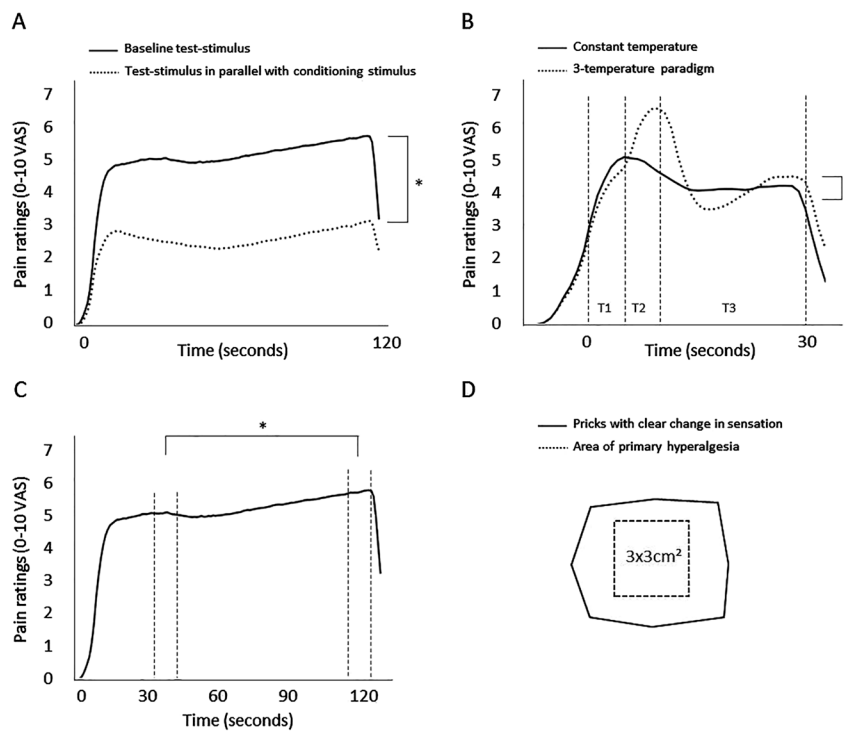 A
Baseline test-stimulus
Test-stimulus in parallel with conditioning stimulus
7
6
5
4
3
2
1
0
Pain ratings (0-10 VAS)
*
0 120
Time (seconds)
B
Constant temperature
3-temperature paradigm
7
6
5
4
3
2
1
0
Pain ratings (0-10 VAS)
T1 T2 T3
0 30
Time (seconds)
C
*
7
6
5
4
3
2
1
0
Pain ratings (0-10 VAS)
0 30 60 90 120
Time (seconds)
D
Pricks with clear change in sensation
Area of primary hyperalgesia
3x3cm²